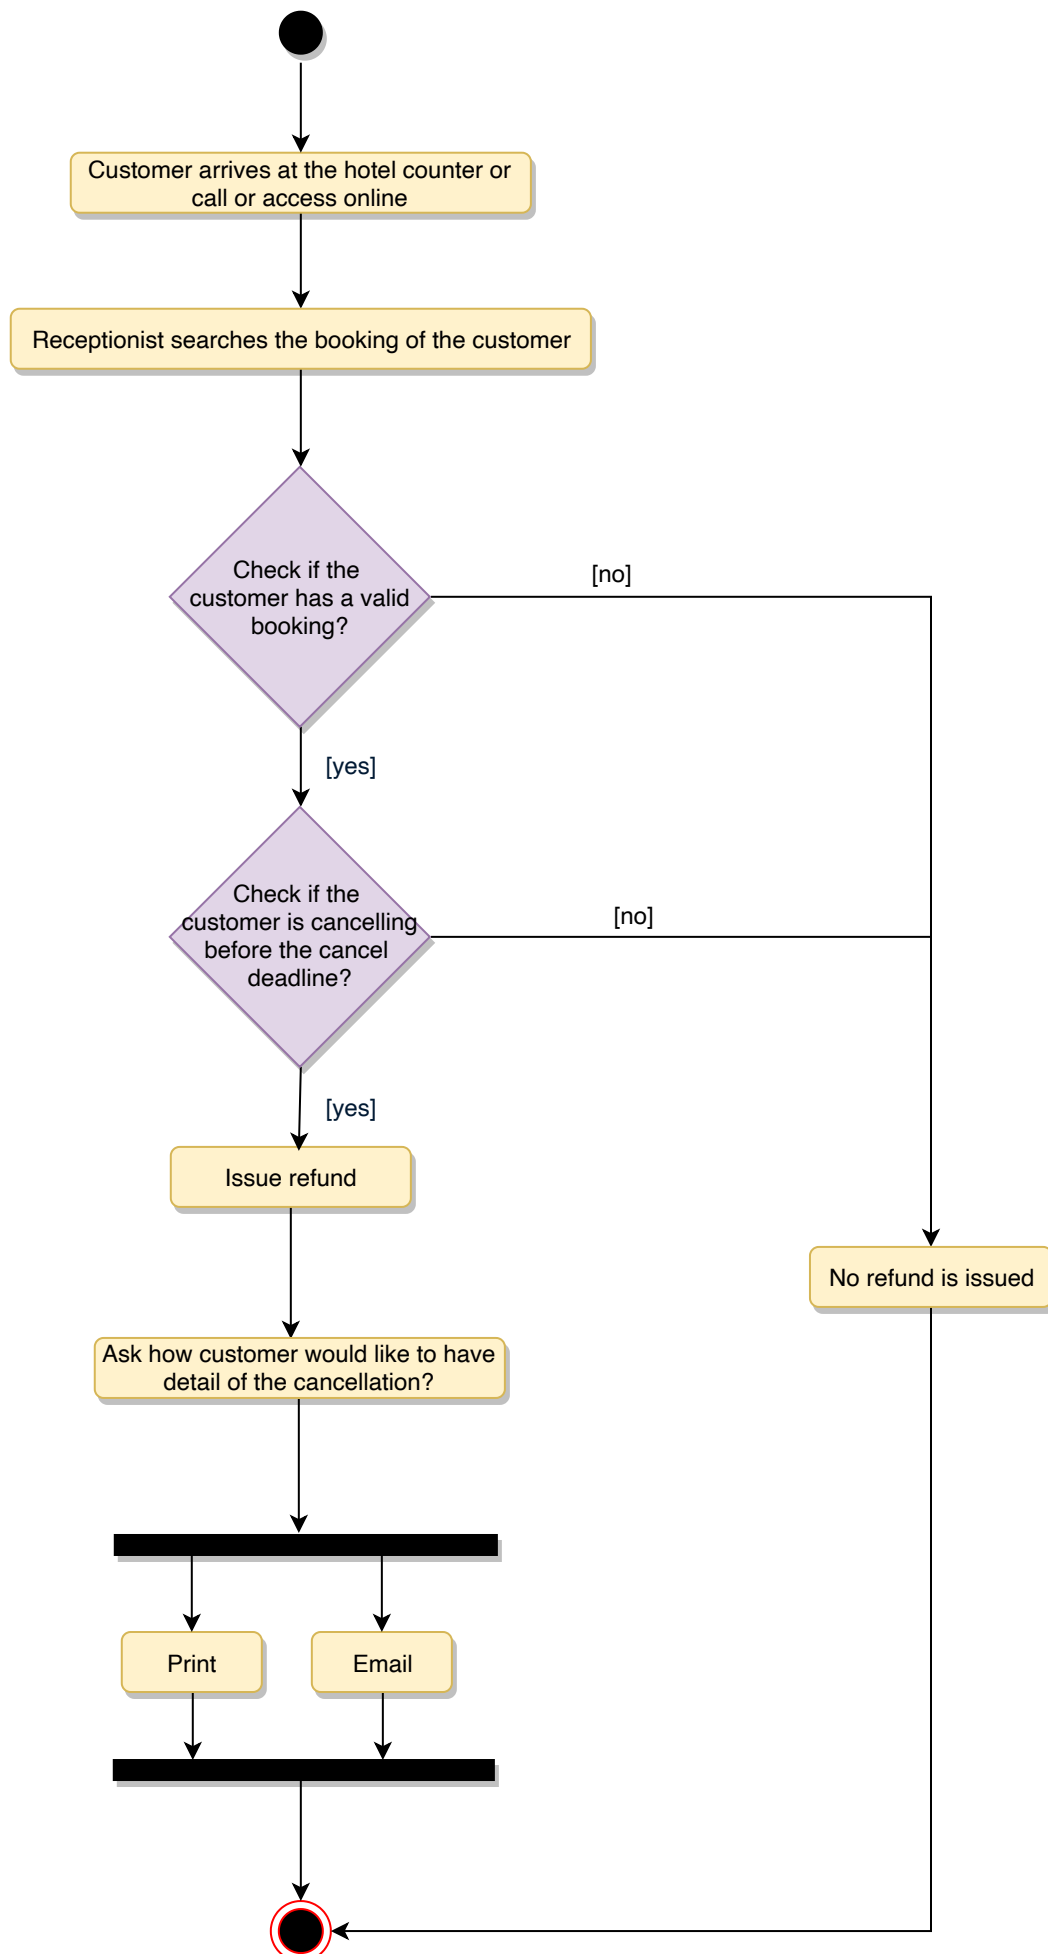 Customer arrives at the hotel counter or
call or access online
Receptionist searches the booking of the customer
Check if the
customer has a valid
booking?
[no]
[yes]
Check if the
customer is cancelling
before the cancel
deadline?
[no]
[yes]
Issue refund
No refund is issued
Ask how customer would like to have
detail of the cancellation?
Print
Email